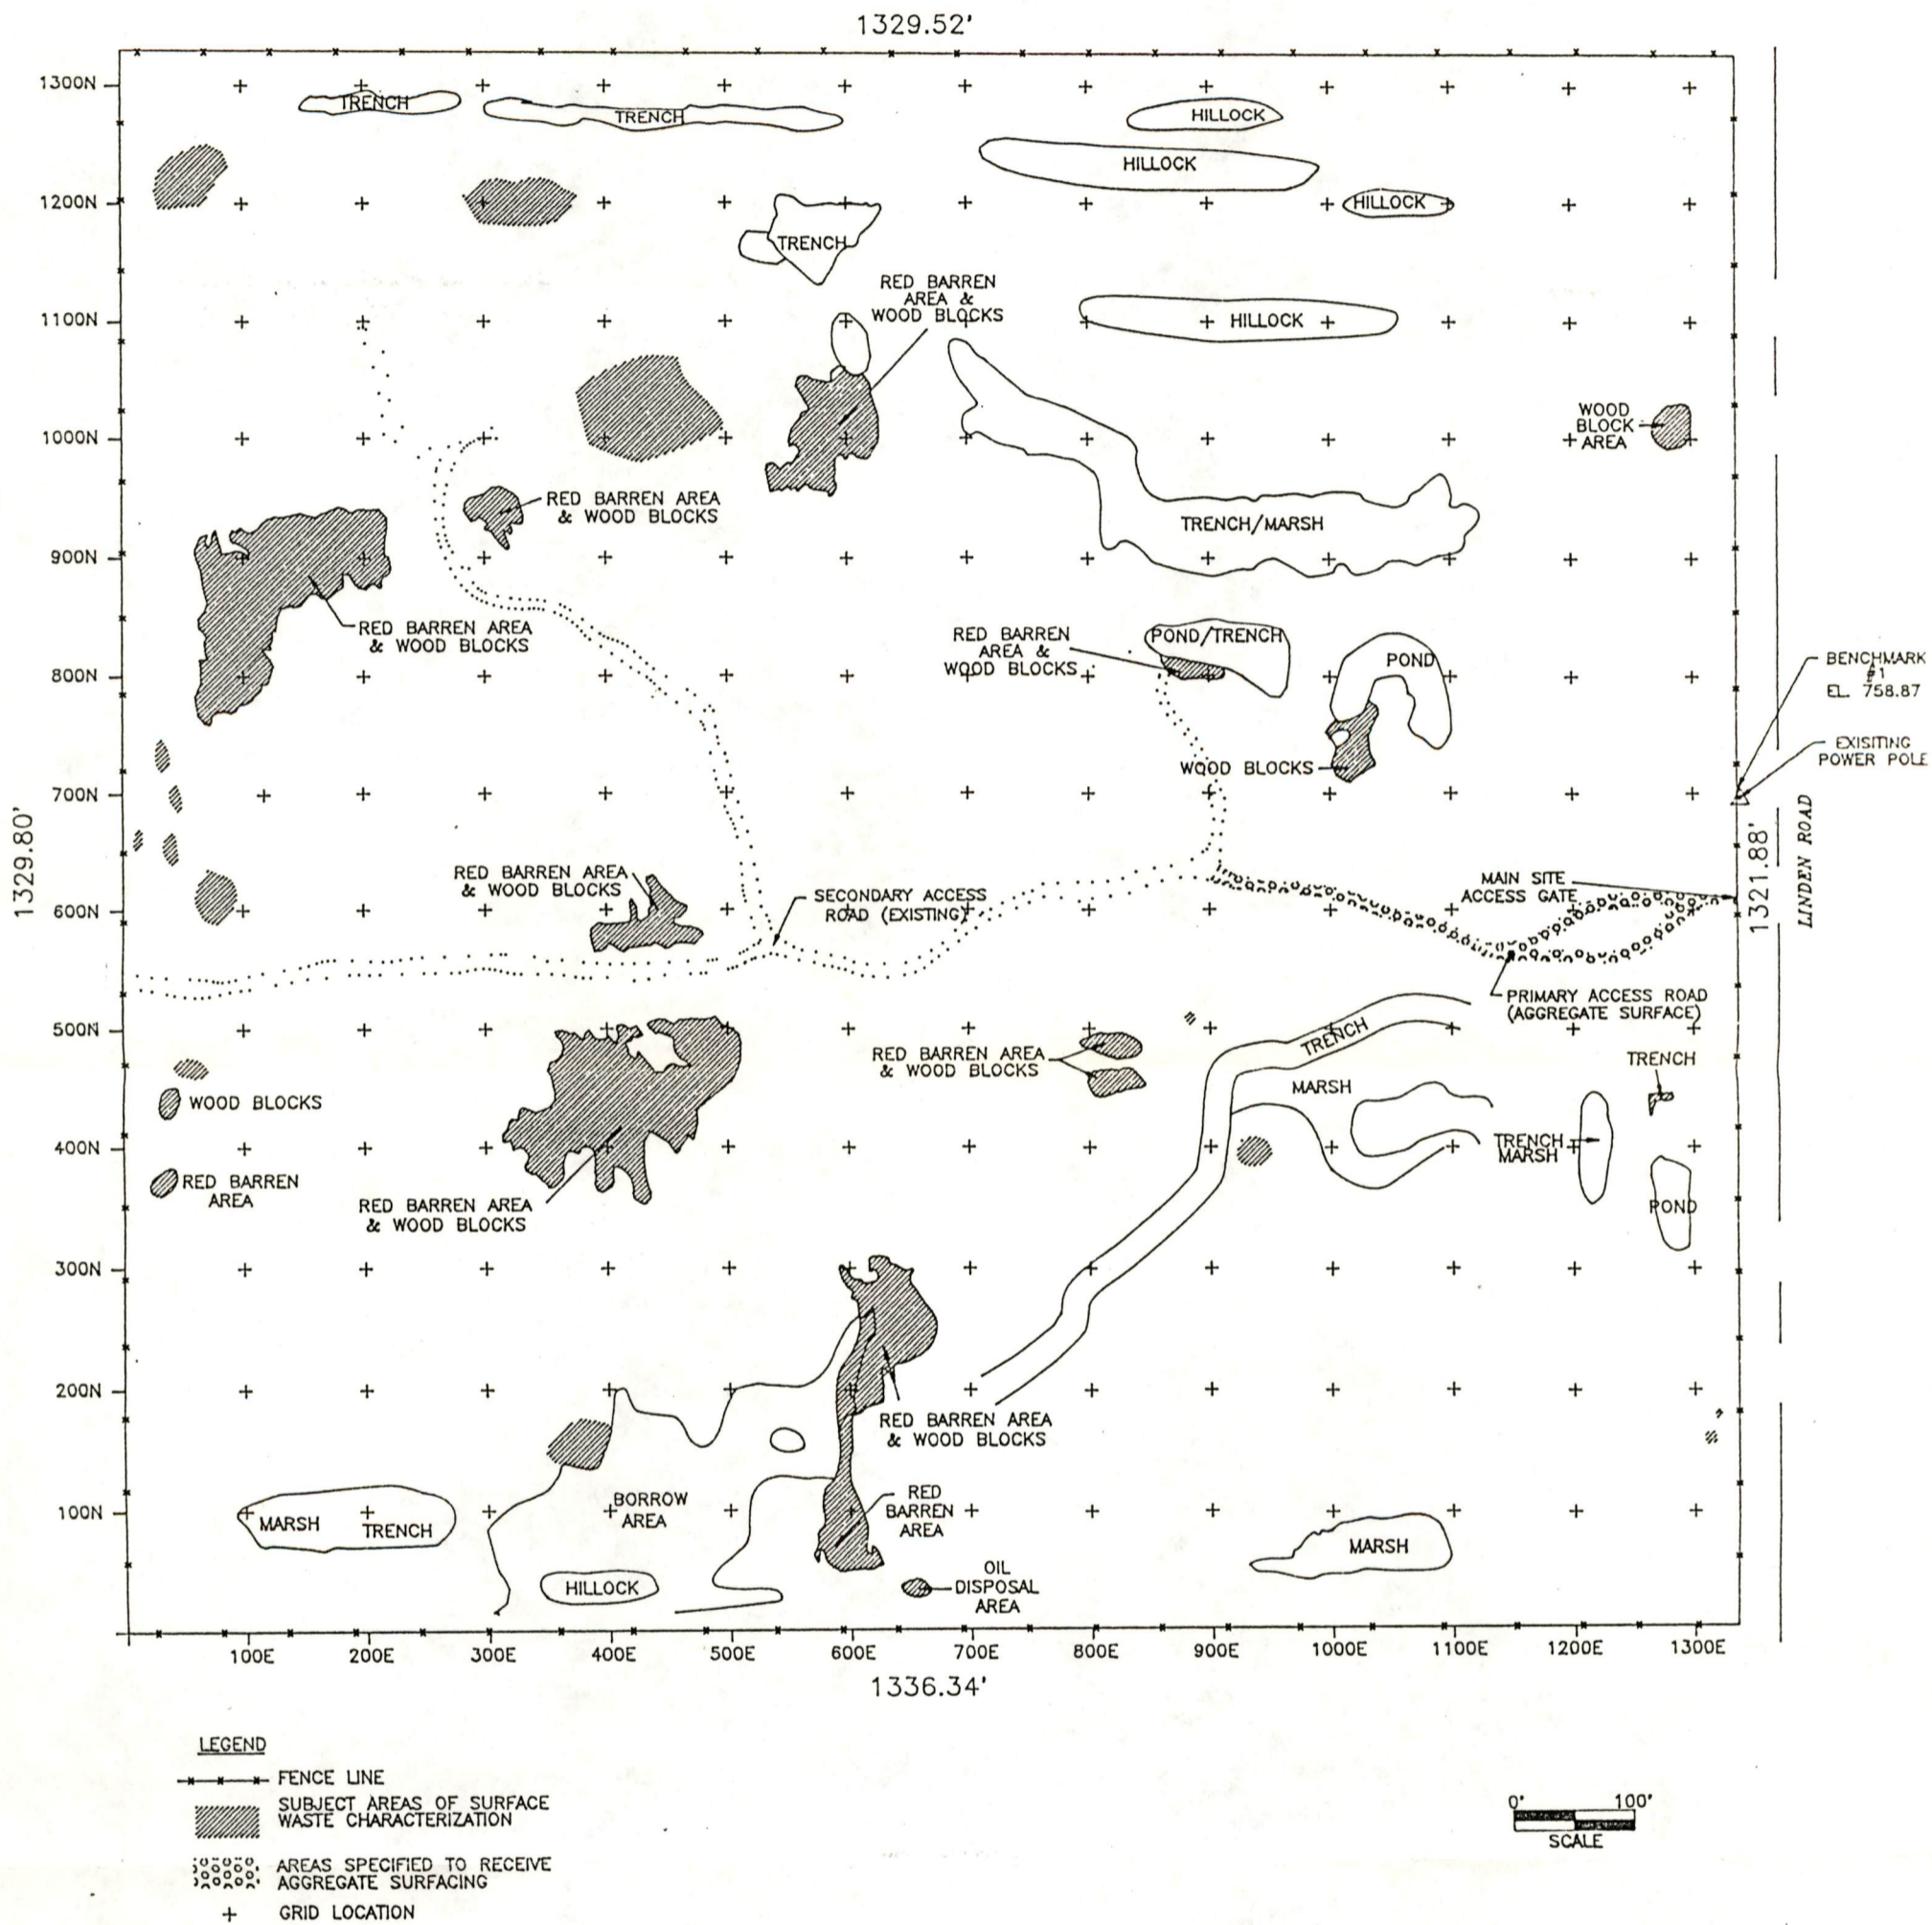 1329.52'
1300N
TRENCH
TRENCH
HILLOCK
HILLOCK
1200N
HILLOCK
TRENCH
RED BARREN
AREA &
WOOD BLOCKS
1100N
HILLOCK
WOOD
BLOCK
AREA
1000N
RED BARREN AREA
& WOOD BLOCKS
TRENCH/MARSH
900N
RED BARREN AREA
& WOOD BLOCKS
RED BARREN
AREA &
WOOD BLOCKS
POND/TRENCH
POND
BENCHMARK
#1
EL. 758.87
800N
EXISITING
POWER POLE
WOOD BLOCKS
700N
1329.80'
1321.88'
LINDEN ROAD
RED BARREN AREA
& WOOD BLOCKS
SECONDARY ACCESS
ROAD (EXISTING)
MAIN SITE
ACCESS GATE
600N
PRIMARY ACCESS ROAD
(AGGREGATE SURFACE)
500N
TRENCH
RED BARREN AREA
& WOOD BLOCKS
TRENCH
MARSH
WOOD BLOCKS
400N
TRENCH
MARSH
RED BARREN
AREA
RED BARREN AREA
& WOOD BLOCKS
POND
300N
200N
RED BARREN AREA
& WOOD BLOCKS
100N
MARSH
TRENCH
BORROW
AREA
RED
BARREN
AREA
MARSH
HILLOCK
OIL
DISPOSAL
AREA
100E 200E 300E 400E 500E 600E 700E 800E 900E 1000E 1100E 1200E 1300E
1336.34'
LEGEND
FENCE LINE
SUBJECT AREAS OF SURFACE
WASTE CHARACTERIZATION
AREAS SPECIFIED TO RECEIVE
AGGREGATE SURFACING
GRID LOCATION
0' 100'
SCALE